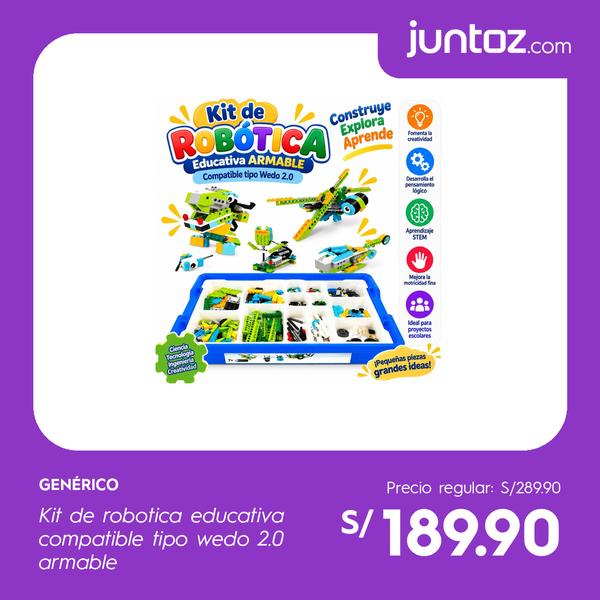 juntoz.com
Kit de
ROBÓTICA
Educativa ARMABLE
Compatible tipo Wedo 2.0
Construye
Explora
Aprende
Fomenta la
creatividad
Desarrolla el
pensamiento
lógico
Aprendizaje
STEM
Mejora la
motricidad fina
Ideal para
proyectos
escolares
Ciencia
Tecnología
Ingeniería
Creatividad
¡Pequeñas piezas
grandes ideas!
GENÉRICO
Kit de robotica educativa
compatible tipo wedo 2.0
armable
Precio regular: S/289.90
S/189.90